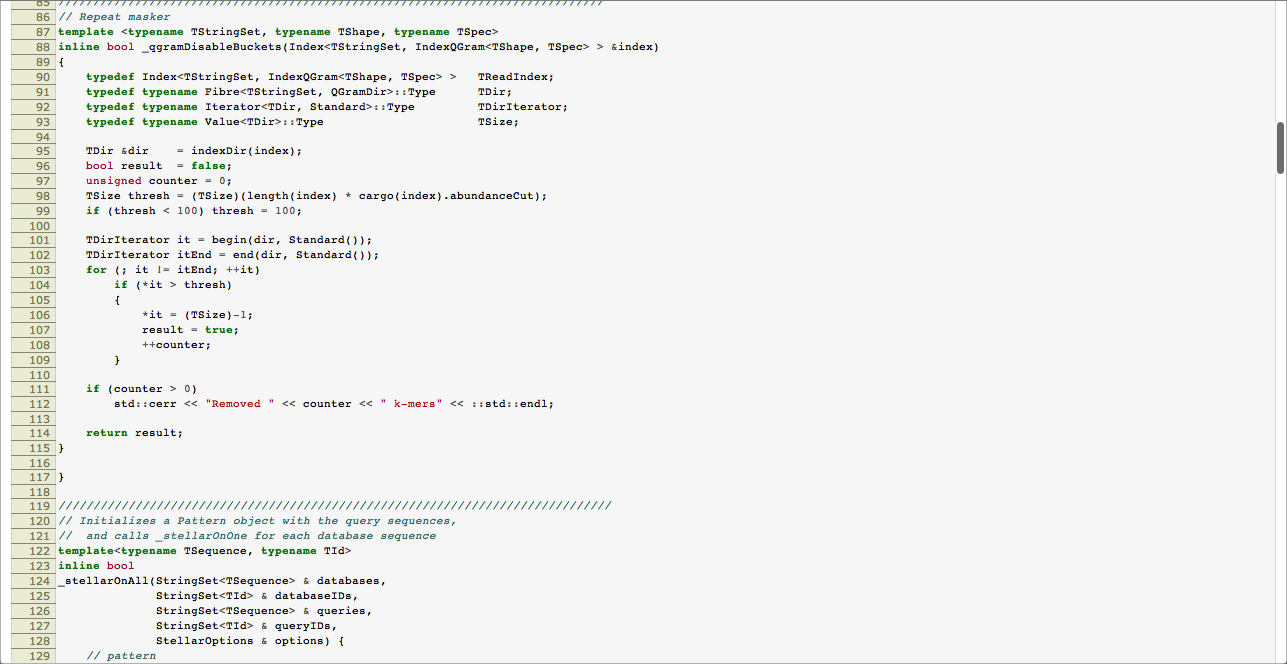 85 ///////////////////////////////////////////////////////////////////////////////
86 // Repeat masker
87 template <typename TStringSet, typename TShape, typename TSpec>
88 inline bool _qgramDisableBuckets(Index<TStringSet, IndexQGram<TShape, TSpec> > &index)
89 {
90     typedef Index<TStringSet, IndexQGram<TShape, TSpec> >   TReadIndex;
91     typedef typename Fibre<TStringSet, QGramDir>::Type      TDir;
92     typedef typename Iterator<TDir, Standard>::Type         TDirIterator;
93     typedef typename Value<TDir>::Type                      TSize;
94
95     TDir &dir    = indexDir(index);
96     bool result  = false;
97     unsigned counter = 0;
98     TSize thresh = (TSize)(length(index) * cargo(index).abundanceCut);
99     if (thresh < 100) thresh = 100;
100
101     TDirIterator it = begin(dir, Standard());
102     TDirIterator itEnd = end(dir, Standard());
103     for (; it != itEnd; ++it)
104         if (*it > thresh)
105         {
106             *it = (TSize)-1;
107             result = true;
108             ++counter;
109         }
110
111     if (counter > 0)
112         std::cerr << "Removed " << counter << " k-mers" << ::std::endl;
113
114     return result;
115 }
116
117 }
118
119 ///////////////////////////////////////////////////////////////////////////////
120 // Initializes a Pattern object with the query sequences,
121 //  and calls _stellarOnOne for each database sequence
122 template<typename TSequence, typename TId>
123 inline bool
124 _stellarOnAll(StringSet<TSequence> & databases,
125               StringSet<TId> & databaseIDs,
126               StringSet<TSequence> & queries,
127               StringSet<TId> & queryIDs,
128               StellarOptions & options) {
129     // pattern